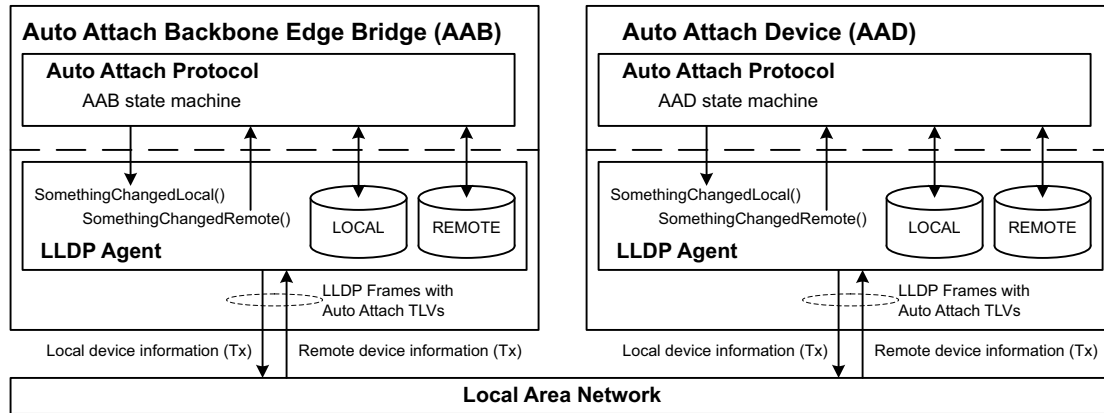 Auto Attach Backbone Edge Bridge (AAB)
Auto Attach Protocol
AAB state machine
SomethingChangedLocal()
SomethingChangedRemote()
LOCAL
REMOTE
LLDP Agent
LLDP Frames with
Auto Attach TLVs
Local device information (Tx)
Remote device information (Tx)
Auto Attach Device (AAD)
Auto Attach Protocol
AAD state machine
SomethingChangedLocal()
SomethingChangedRemote()
LOCAL
REMOTE
LLDP Agent
LLDP Frames with
Auto Attach TLVs
Local device information (Tx)
Remote device information (Tx)
Local Area Network